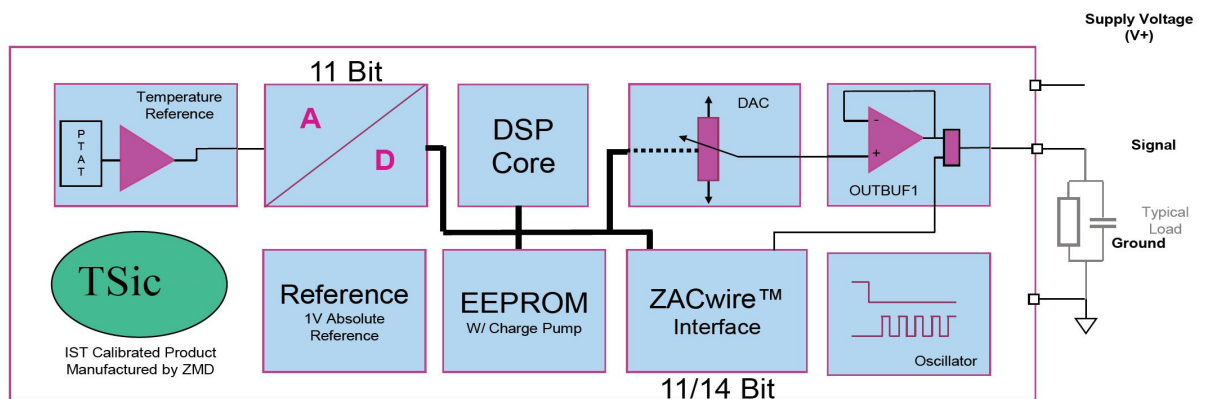 Supply Voltage
(V+)
11 Bit
Temperature
Reference
P
T
A
T
A
D
DSP
Core
DAC
-
+
OUTBUF1
Signal
Typical
Load
Ground
TSic
IST Calibrated Product
Manufactured by ZMD
Reference
1V Absolute
Reference
EEPROM
W/ Charge Pump
ZACwire™
Interface
Oscillator
11/14 Bit